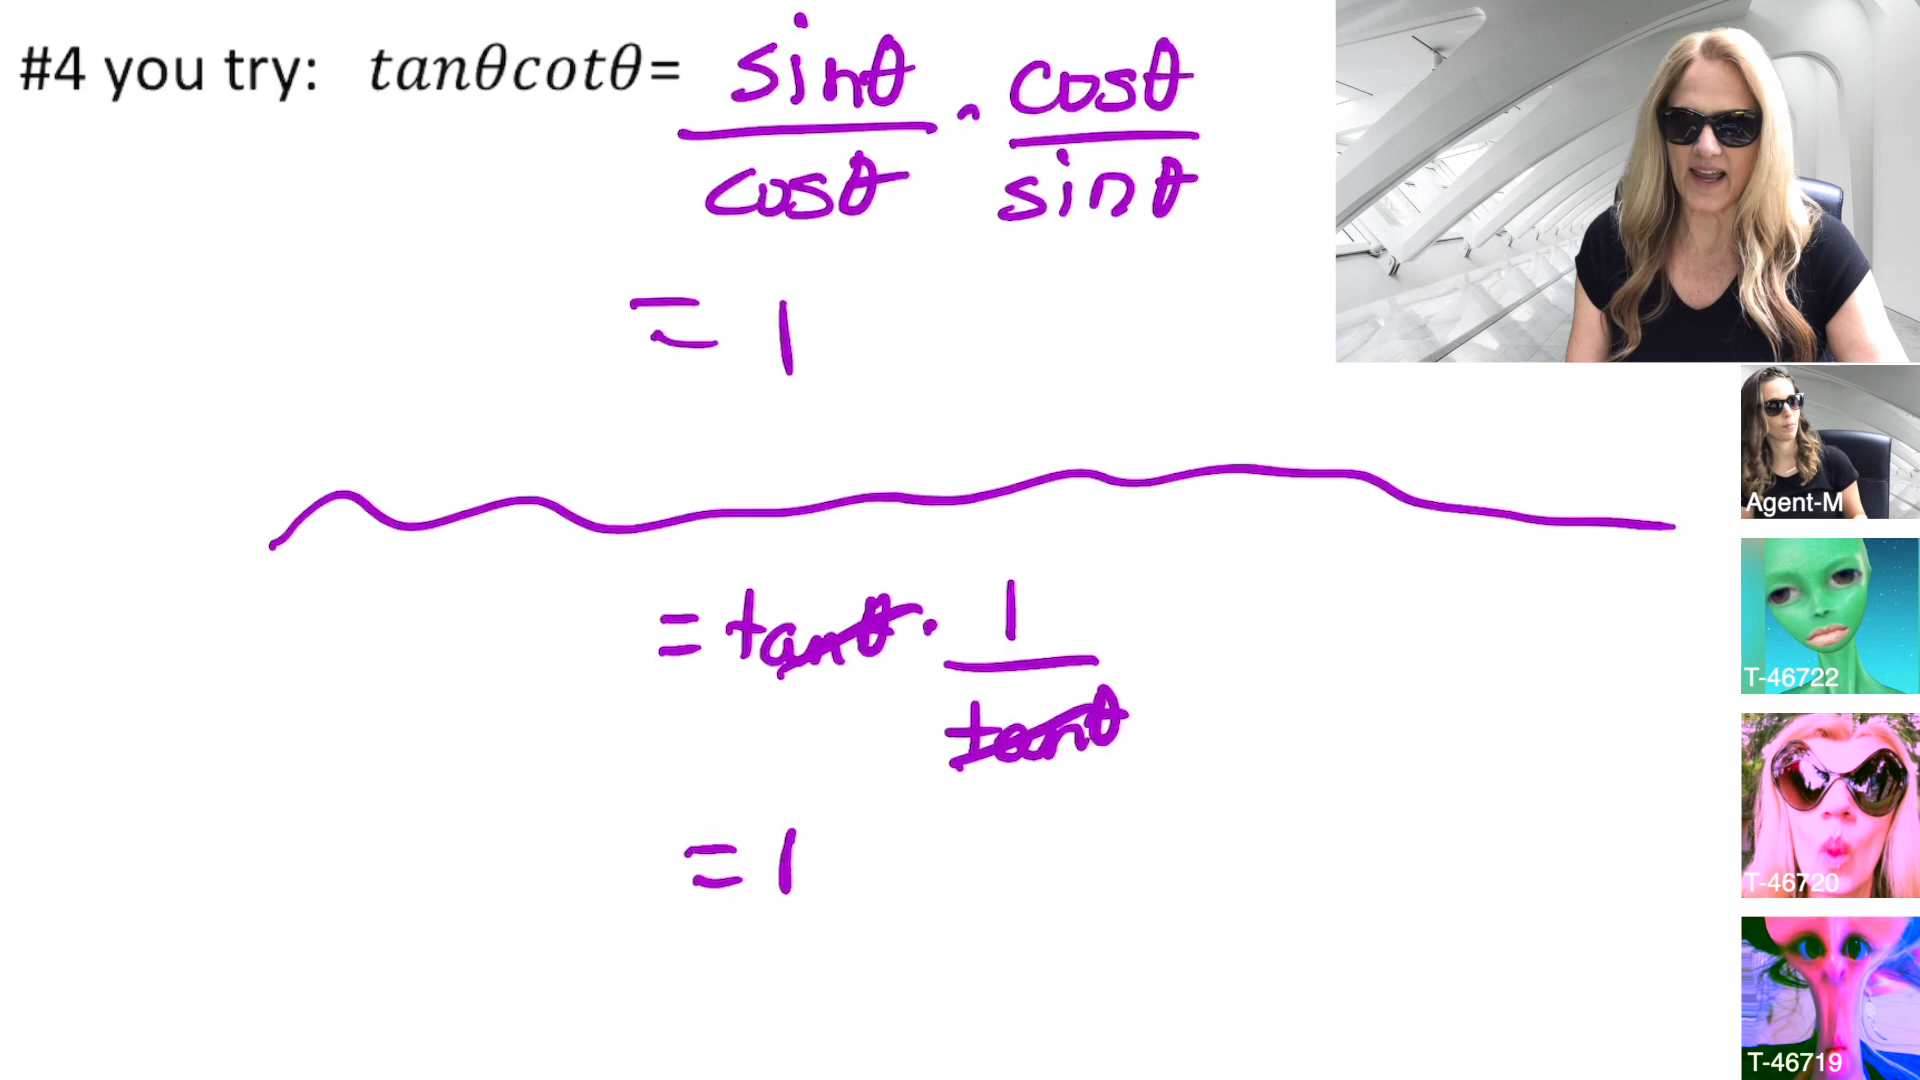 #4 you try: tanθcotθ= sinθ/cosθ · cosθ/sinθ
= 1
= tanθ · 1/tanθ
= 1
Agent-M
T-46722
T-46720
T-46719